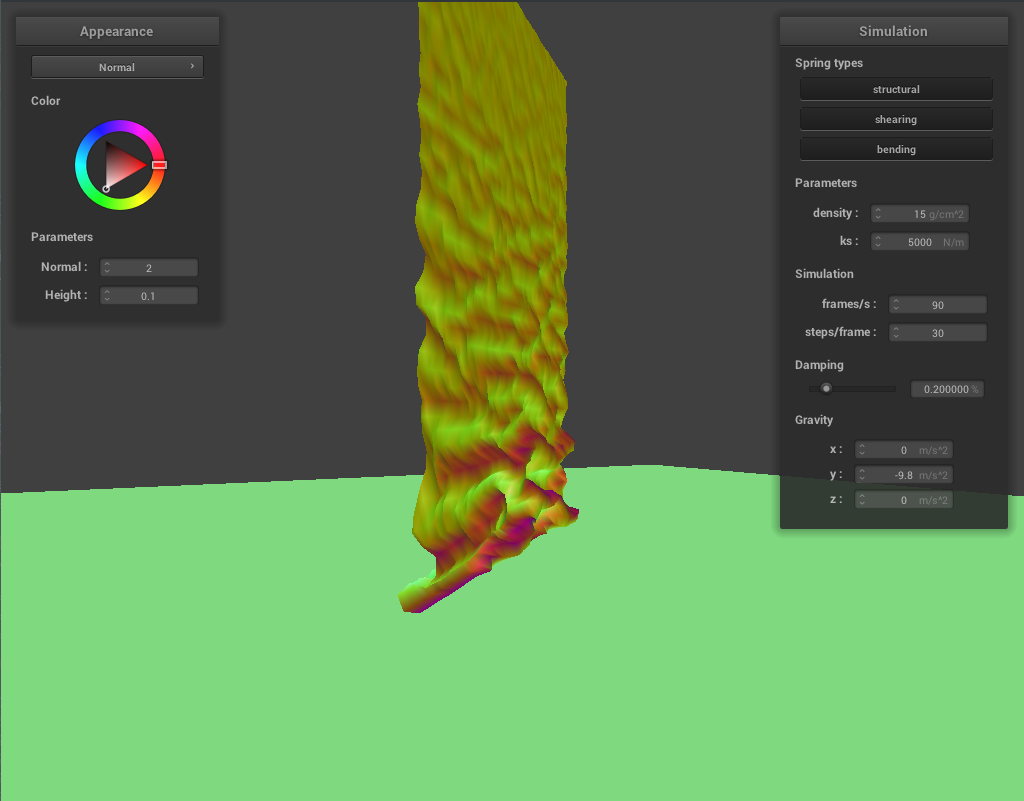 Appearance
Normal
Color
Parameters
Normal : 2
Height : 0.1
Simulation
Spring types
structural
shearing
bending
Parameters
density : 15 g/cm^2
ks : 5000 N/m
Simulation
frames/s : 90
steps/frame : 30
Damping
0.200000 %
Gravity
x : 0 m/s^2
y : -9.8 m/s^2
z : 0 m/s^2